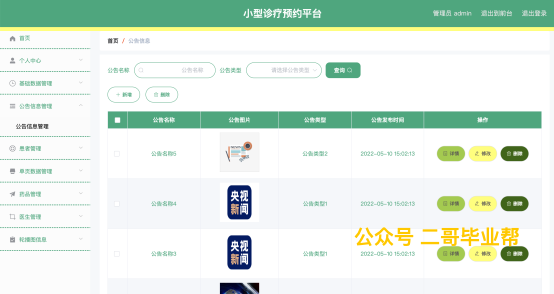 小型诊疗预约平台
管理员 admin 退出到前台 退出登录
首页
个人中心
基础数据管理
公告信息管理
公告信息管理
患者管理
单页数据管理
药品管理
医生管理
轮播图信息
首页 / 公告信息
公告名称 公告名称 公告类型 请选择公告类型 查询
+ 新增 删除
公告名称 公告图片 公告类型 公告发布时间 操作
公告名称5 公告类型2 2022-05-10 15:02:13 详情 修改 删除
公告名称4 央视新闻 公告类型1 2022-05-10 15:02:13 详情 修改 删除
公告名称3 央视新闻 公告类型1 2022-05-10 15:02:13 详情 修改 删除
公众号 二哥毕业帮